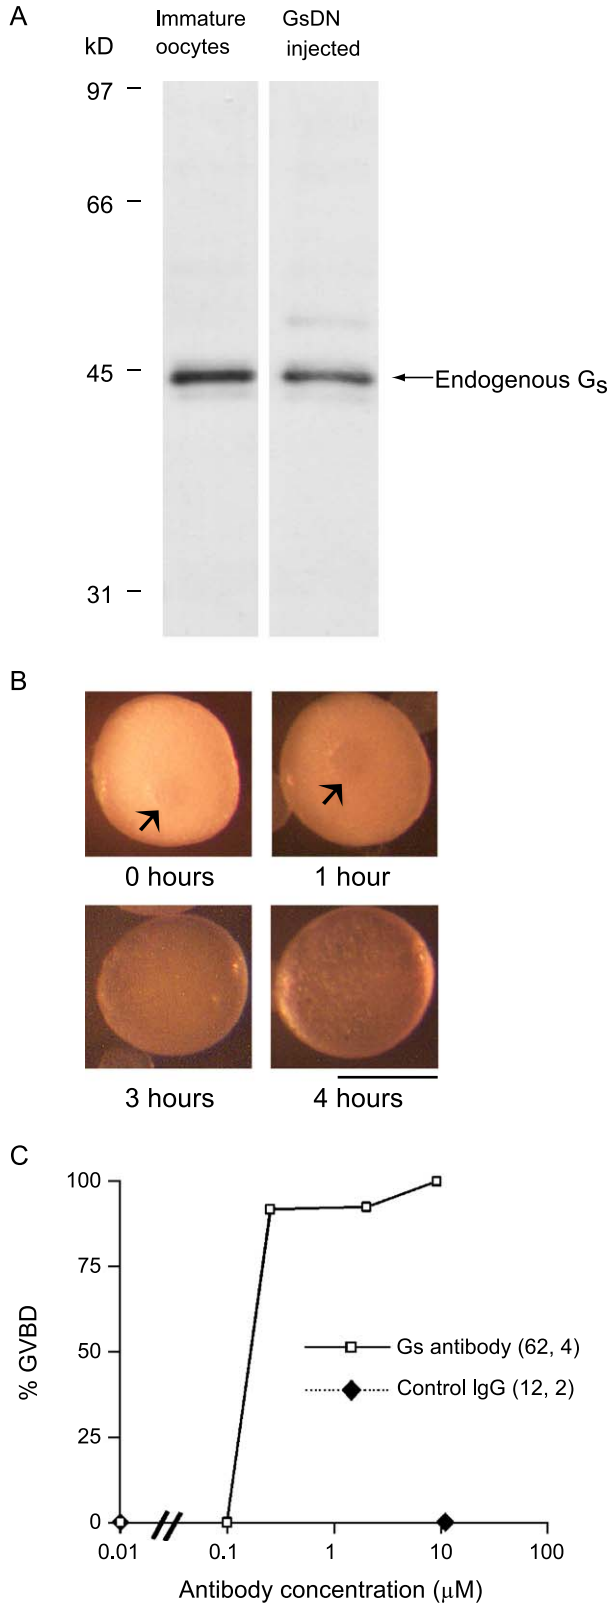 A
Immature oocytes
GsDN injected
kD
97
66
45
31
Endogenous Gs
B
0 hours
1 hour
3 hours
4 hours
C
% GVBD
100
75
50
25
0
Gs antibody (62, 4)
Control IgG (12, 2)
0.01
0.1
1
10
100
Antibody concentration (μM)